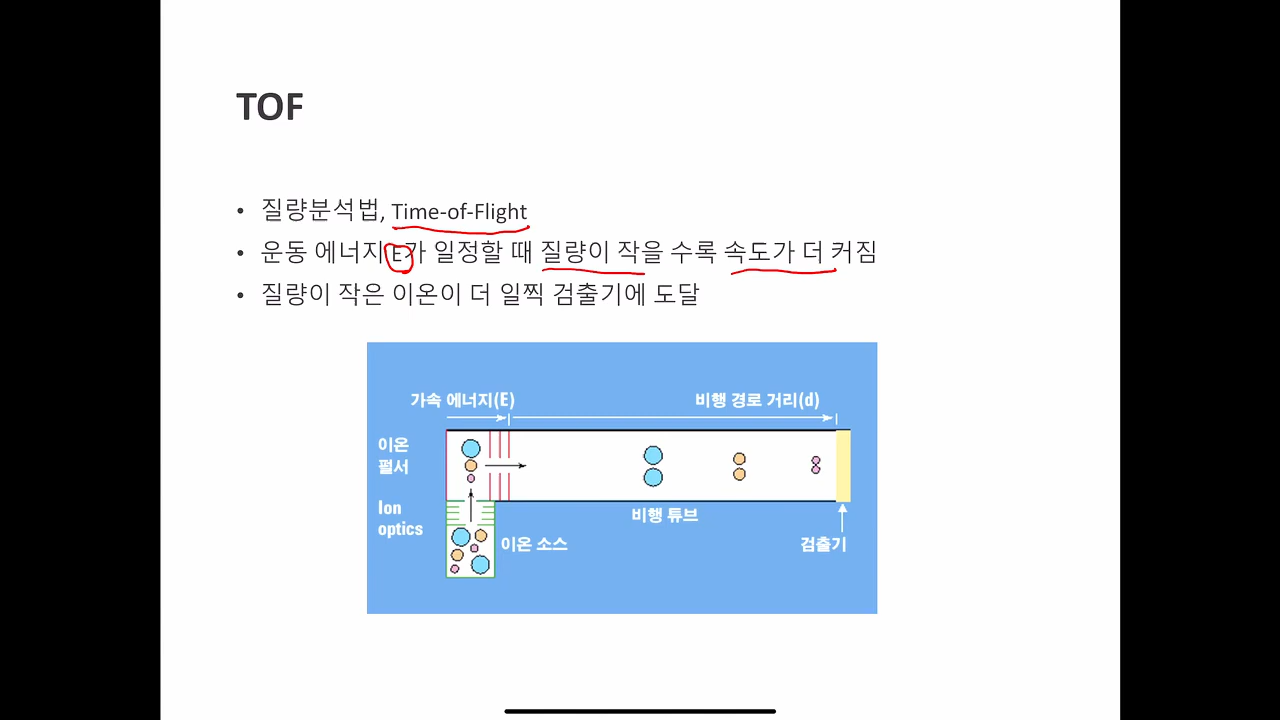 TOF
• 질량분석법, Time-of-Flight
• 운동 에너지 E가 일정할 때 질량이 작을 수록 속도가 더 커짐
• 질량이 작은 이온이 더 일찍 검출기에 도달
가속 에너지(E)
비행 경로 거리(d)
이온
펄서
Ion
optics
비행 튜브
이온 소스
검출기